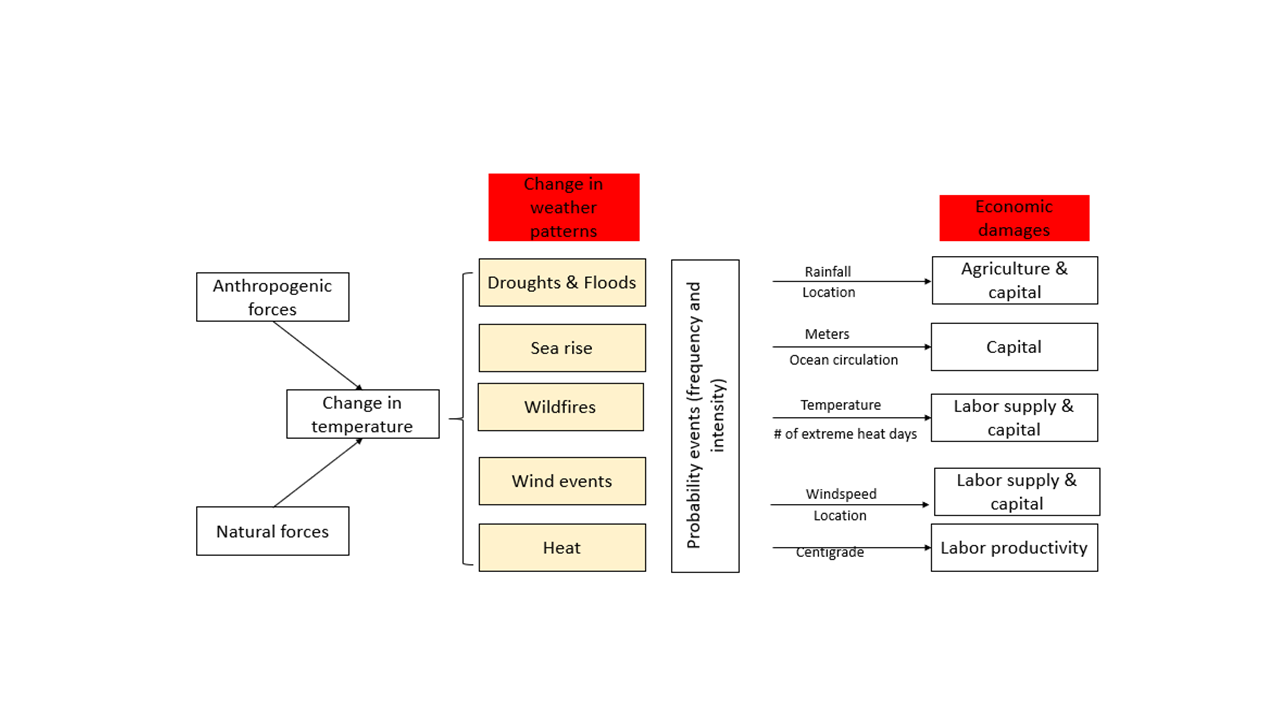 Change in
weather
patterns
Economic
damages
Anthropogenic
forces
Change in
temperature
Natural forces
Droughts & Floods
Sea rise
Wildfires
Wind events
Heat
Probability events (frequency and
intensity)
Rainfall
Location
Agriculture &
capital
Meters
Ocean circulation
Capital
Temperature
# of extreme heat days
Labor supply &
capital
Windspeed
Location
Labor supply &
capital
Centigrade
Labor productivity